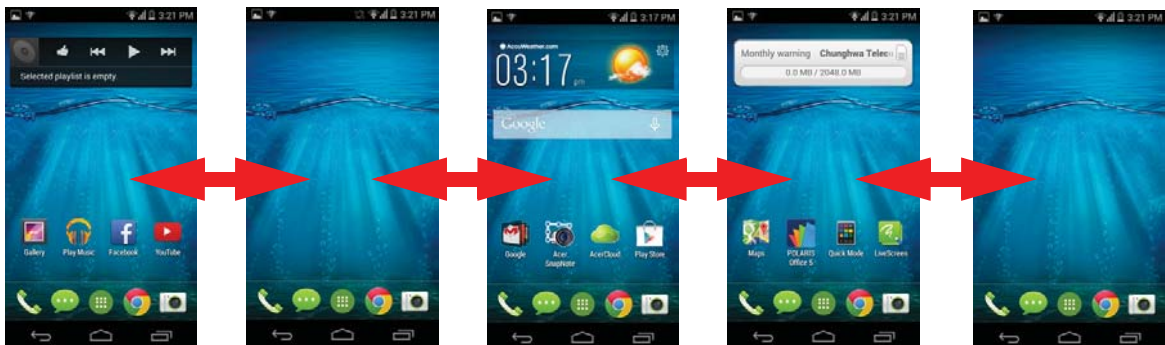 3:21 PM
Selected playlist is empty
Gallery
Play Music
Facebook
YouTube
3:21 PM
3:17 PM
AccuWeather.com
03:17 pm
Google
Google
Acer SnapNote
AcerCloud
Play Store
3:21 PM
Monthly warning Chunghwa Teleco
0.0 MB / 2048.0 MB
Maps
POLARIS Office 5
Quick Mode
LiveScreen
3:21 PM